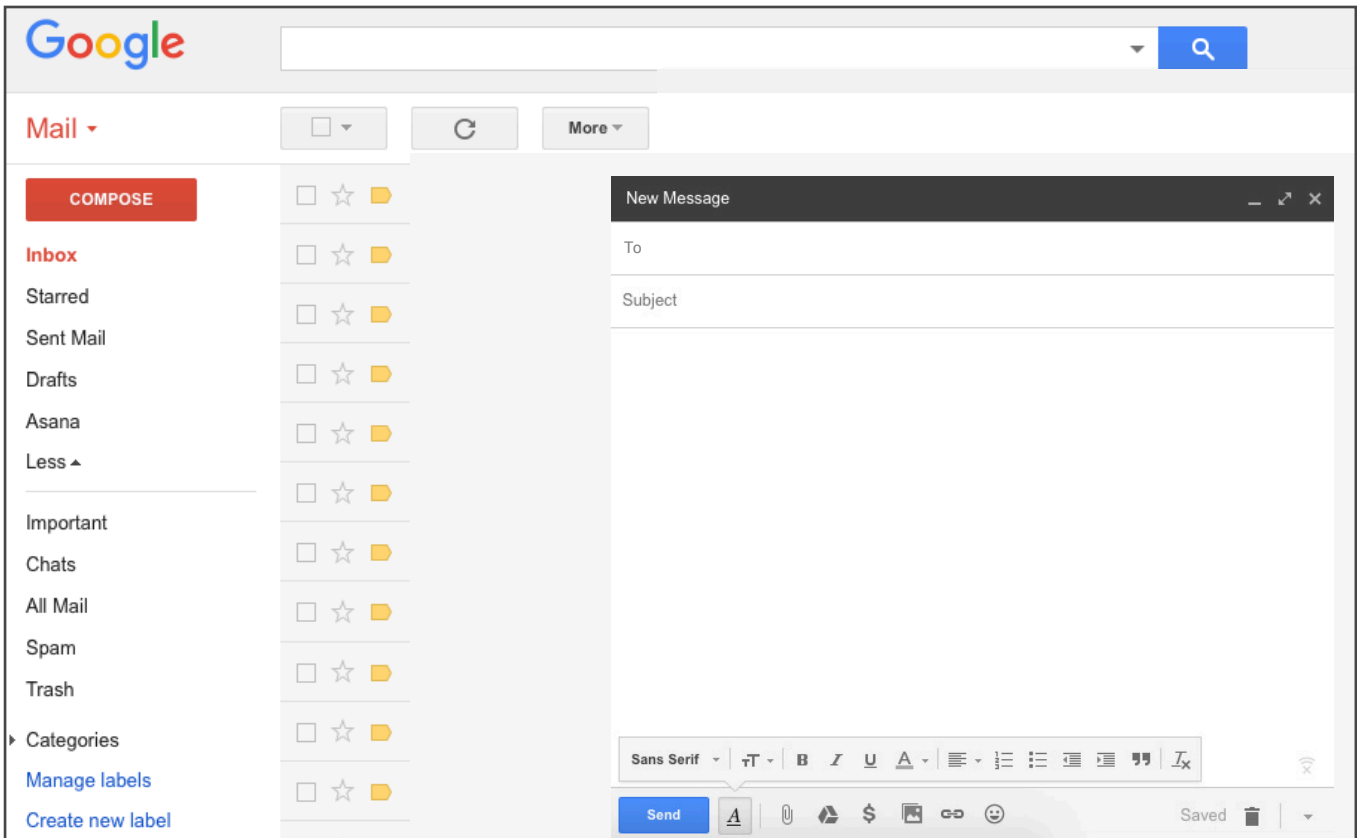 Google
Mail
More
COMPOSE
Inbox
Starred
Sent Mail
Drafts
Asana
Less
Important
Chats
All Mail
Spam
Trash
Categories
Manage labels
Create new label
New Message
To
Subject
Sans Serif
Send
Saved